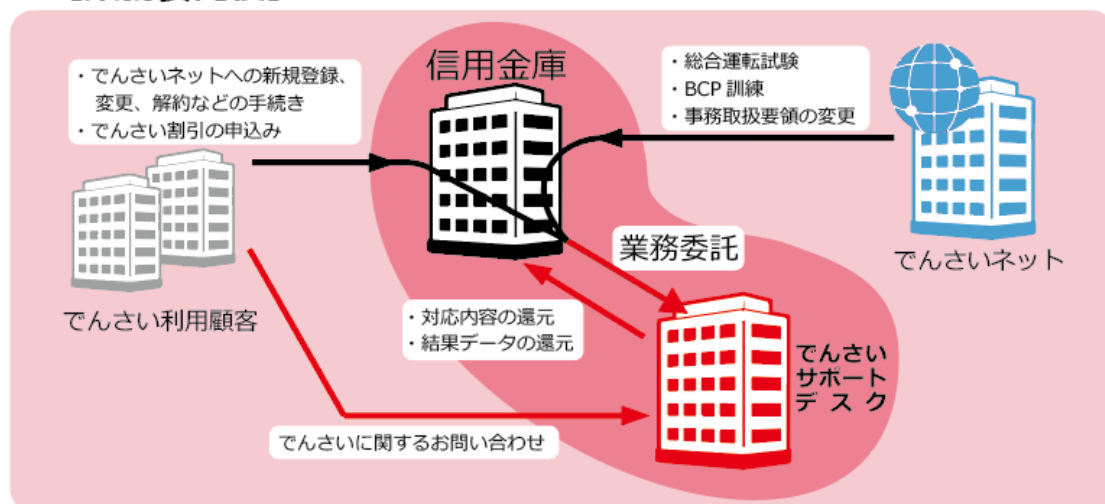 ・でんさいネットへの新規登録、
変更、解約などの手続き
・でんさい割引の申込み
信用金庫
・総合運転試験
・BCP 訓練
・事務取扱要領の変更
でんさい利用顧客
業務委託
でんさいネット
・対応内容の還元
・結果データの還元
でんさい
サポート
デスク
でんさいに関するお問い合わせ